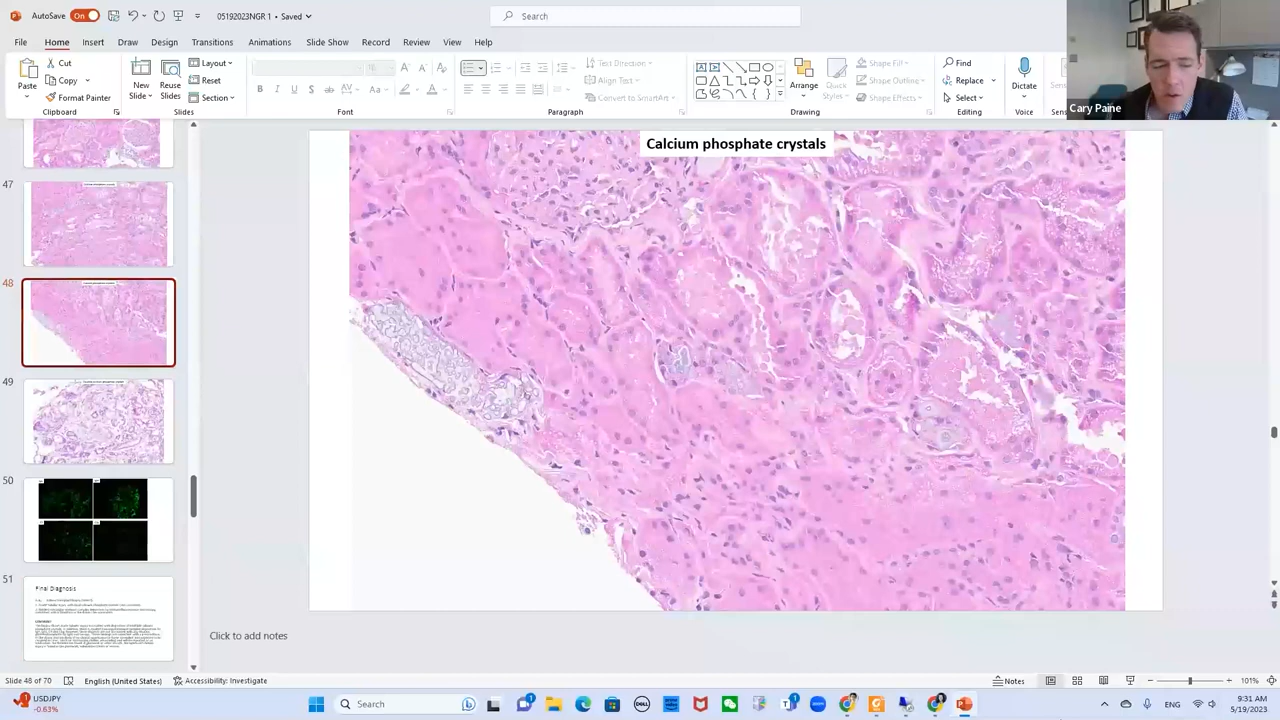 AutoSave On 05192023NGR 1 • Saved Search
File Home Insert Draw Design Transitions Animations Slide Show Record Review View Help
Paste Cut Copy Format Painter Clipboard
New Slide Reuse Slides Layout Reset Section Slides
B I U S Font
Paragraph Text Direction Align Text Convert to SmartArt
Arrange Quick Styles Shape Fill Shape Outline Shape Effects Drawing
Find Replace Select Editing
Dictate Voice
Cary Paine
47
48
49
50
51
Final Diagnosis
Calcium phosphate crystals
Click to add notes
Slide 48 of 70 English (United States) Accessibility: Investigate Notes 101%
USDJPY
-0.63%
Search
ENG
9:31 AM
5/19/2023